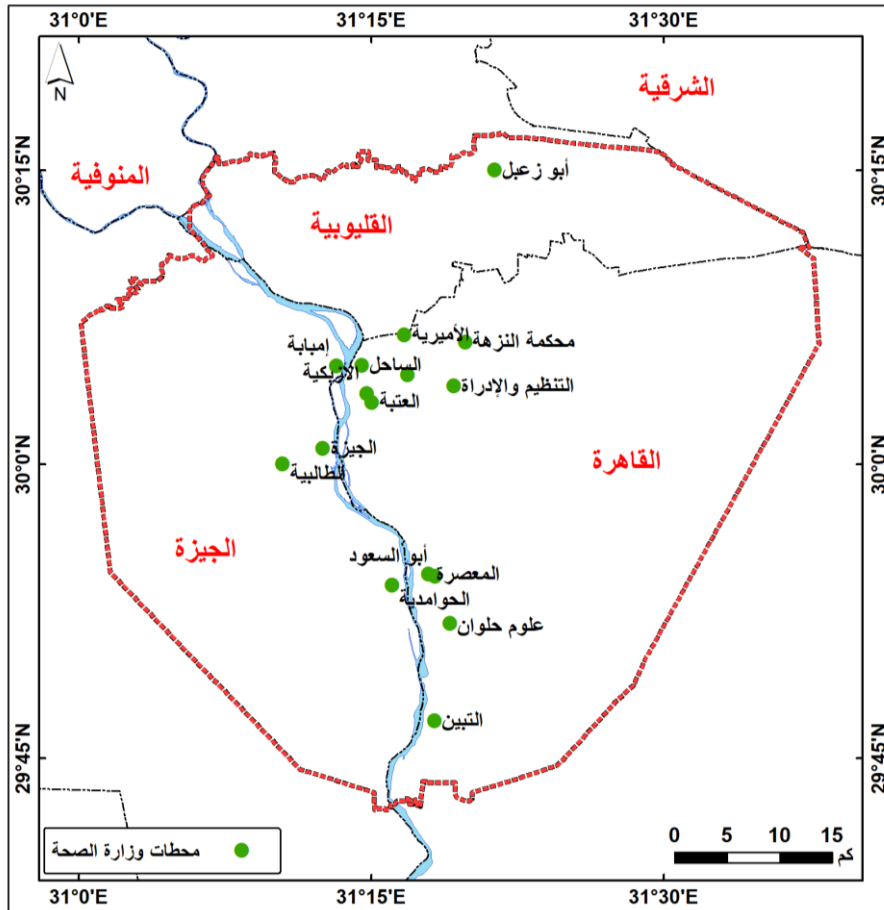 31°0'E 31°15'E 31°30'E
N
الشرقية
30°15'N 30°15'N
أبو زعبل
المنوفية
القليوبية
الأميرية
محكمة النزهة
إمبابة
الساحل
الأزبكية
التنظيم والإدراة
العتبة
30°0'N 30°0'N
الجيزة
القاهرة
الطالبية
الجيزة
أبو السعود
المعصرة
الحوامدية
علوم حلوان
التبين
29°45'N 29°45'N
0 5 10 15
كم
محطات وزارة الصحة
31°0'E 31°15'E 31°30'E